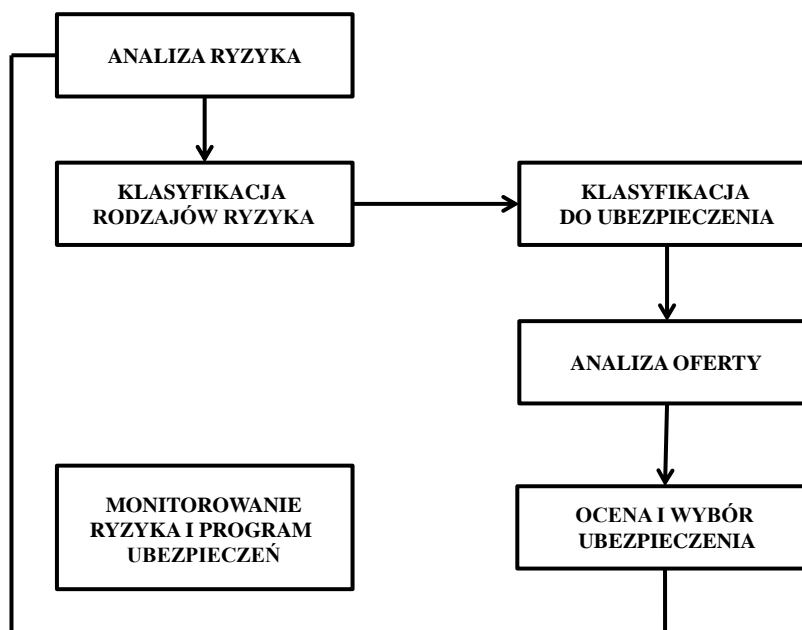 ANALIZA RYZYKA
KLASYFIKACJA
RODZAJÓW RYZYKA
KLASYFIKACJA
DO UBEZPIECZENIA
ANALIZA OFERTY
MONITOROWANIE
RYZYKA I PROGRAM
UBEZPIECZEŃ
OCENA I WYBÓR
UBEZPIECZENIA